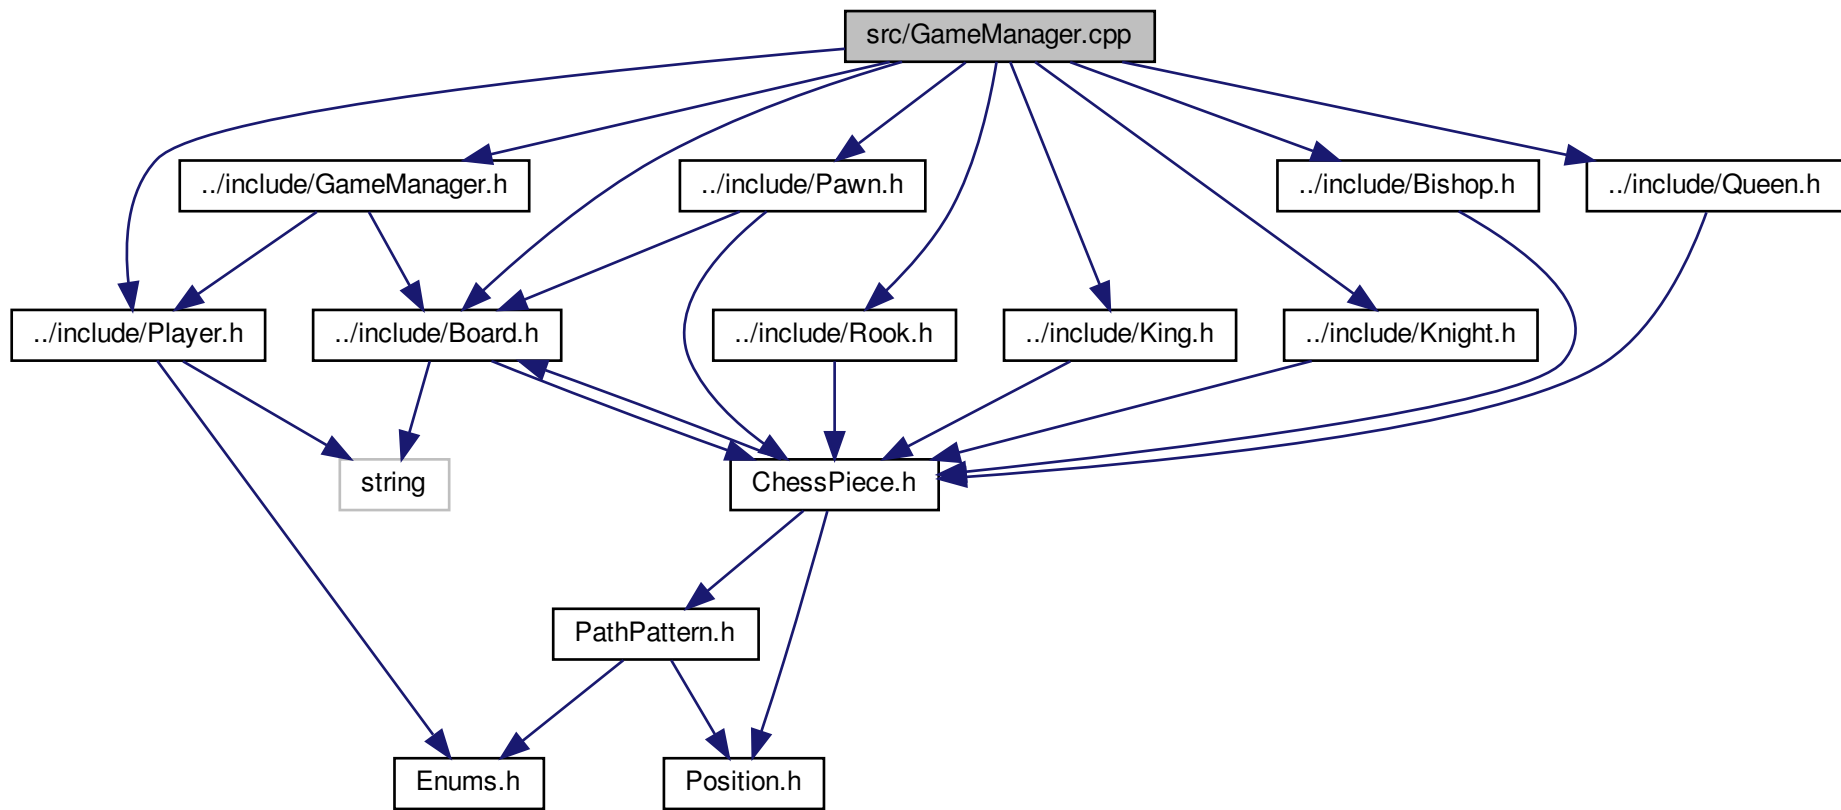 src/GameManager.cpp
../include/GameManager.h
../include/Pawn.h
../include/Bishop.h
../include/Queen.h
../include/Player.h
../include/Board.h
../include/Rook.h
../include/King.h
../include/Knight.h
string
ChessPiece.h
PathPattern.h
Enums.h
Position.h